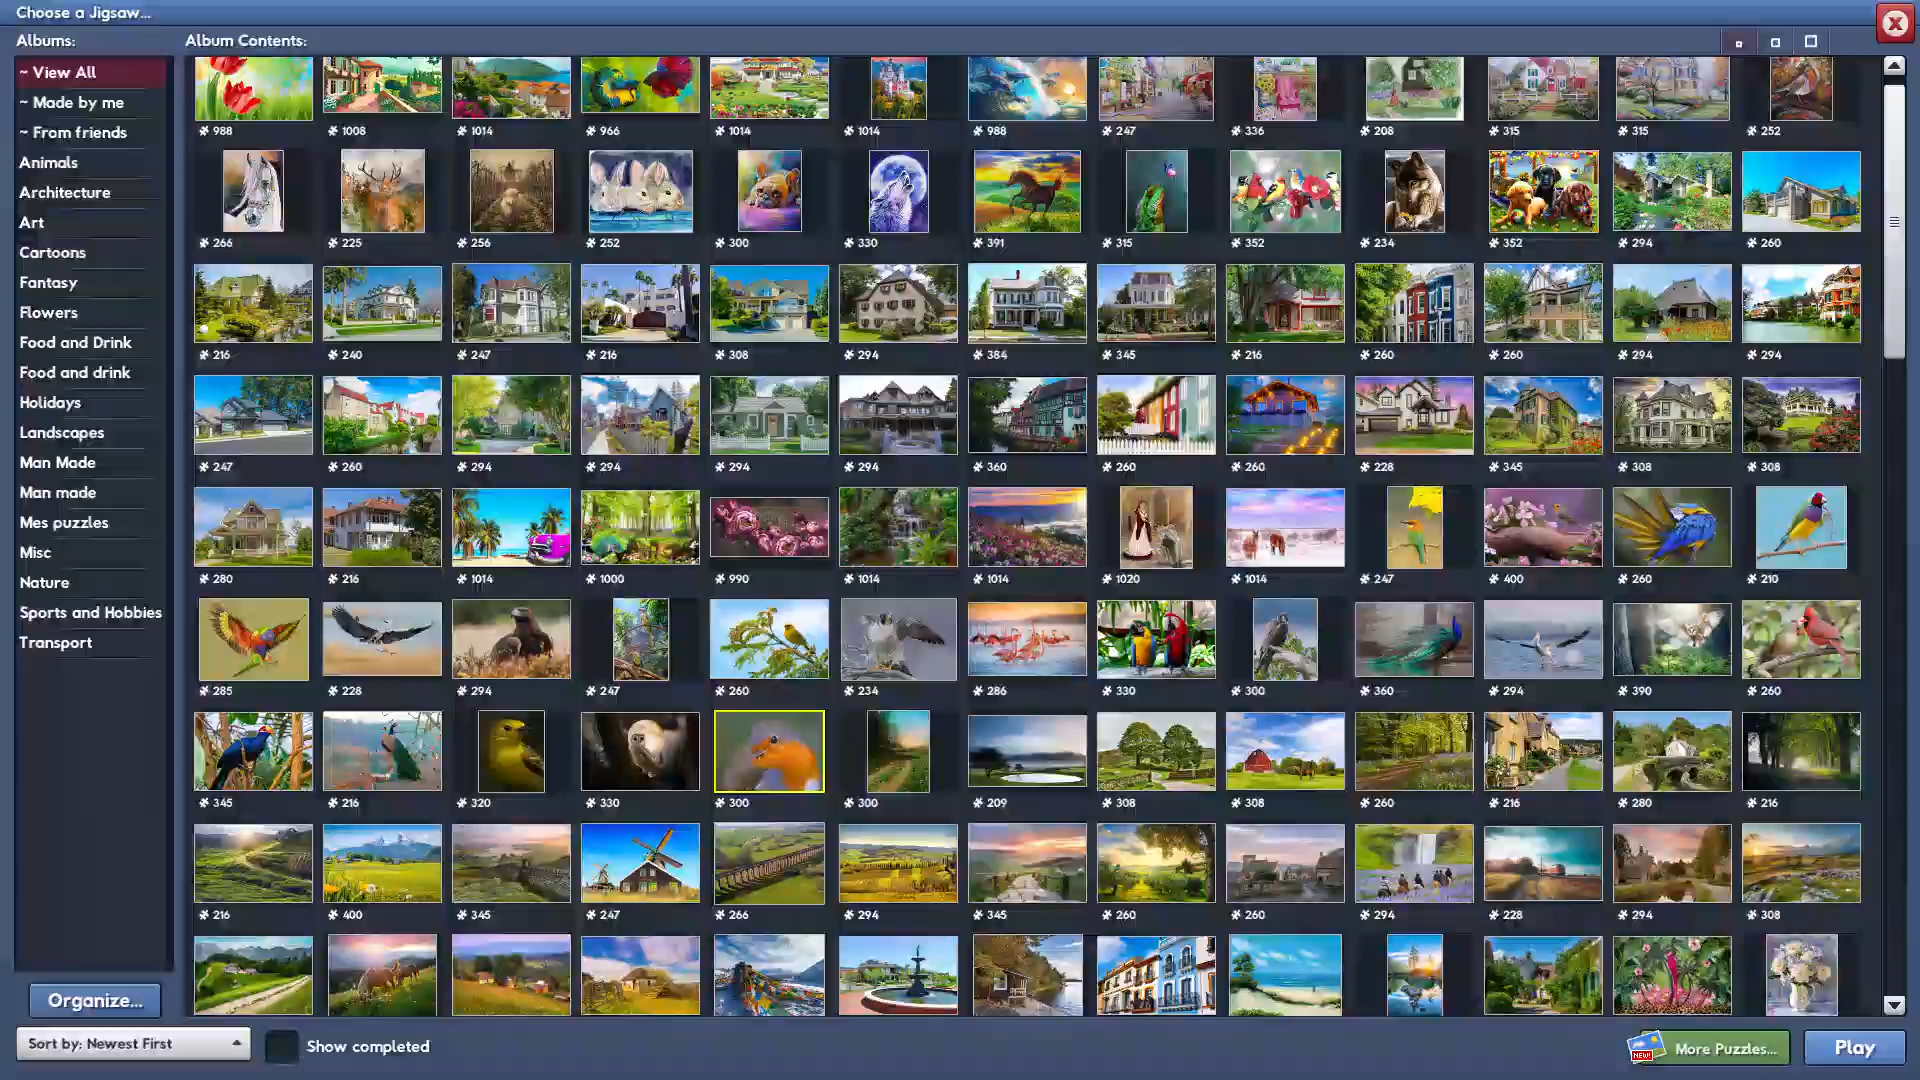 Choose a Jigsaw...
Albums:
Album Contents:
~ View All
~ Made by me
~ From friends
Animals
Architecture
Art
Cartoons
Fantasy
Flowers
Food and Drink
Food and drink
Holidays
Landscapes
Man Made
Man made
Mes puzzles
Misc
Nature
Sports and Hobbies
Transport
988 1008 1014 966 1014 1014 988 247 336 208 315 315 252
266 225 256 252 300 330 391 315 352 234 352 294 260
216 240 247 216 308 294 384 345 216 260 260 294 294
247 260 294 294 294 294 360 260 260 228 345 308 308
280 216 1014 1000 990 1014 1014 1020 1014 247 400 260 210
285 228 294 247 260 234 286 330 300 360 294 390 260
345 216 320 330 300 300 209 308 308 260 216 280 216
216 400 345 247 266 294 345 260 260 294 228 294 308
Organize...
Sort by: Newest First
Show completed
NEW!
More Puzzles...
Play